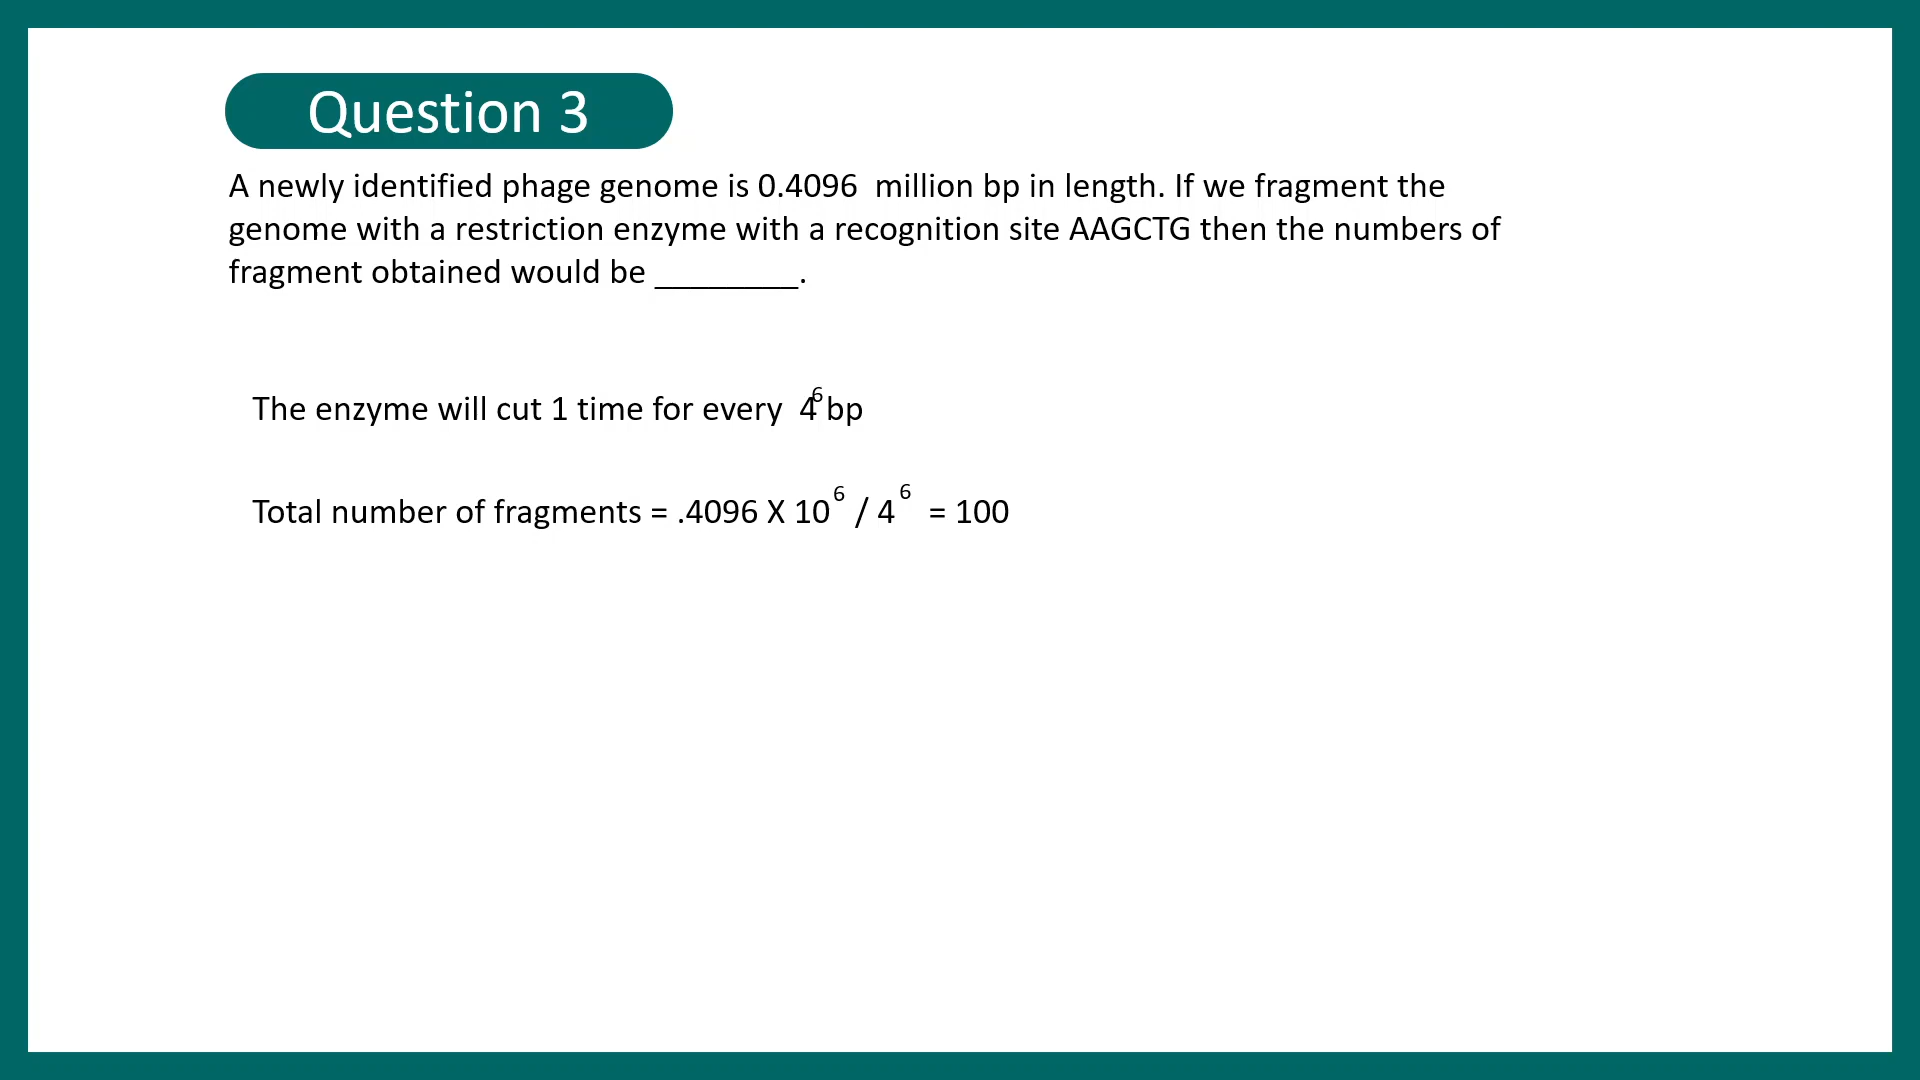 Question 3
A newly identified phage genome is 0.4096 million bp in length. If we fragment the
genome with a restriction enzyme with a recognition site AAGCTG then the numbers of
fragment obtained would be ________.
The enzyme will cut 1 time for every 4⁶ bp
Total number of fragments = .4096 X 10⁶ / 4⁶ = 100